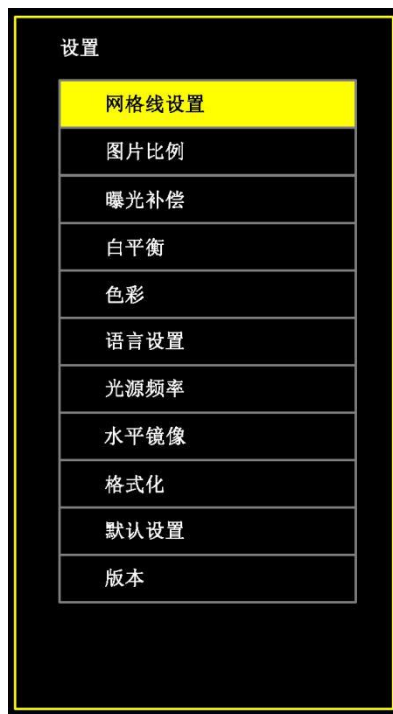 设置
网格线设置
图片比例
曝光补偿
白平衡
色彩
语言设置
光源频率
水平镜像
格式化
默认设置
版本